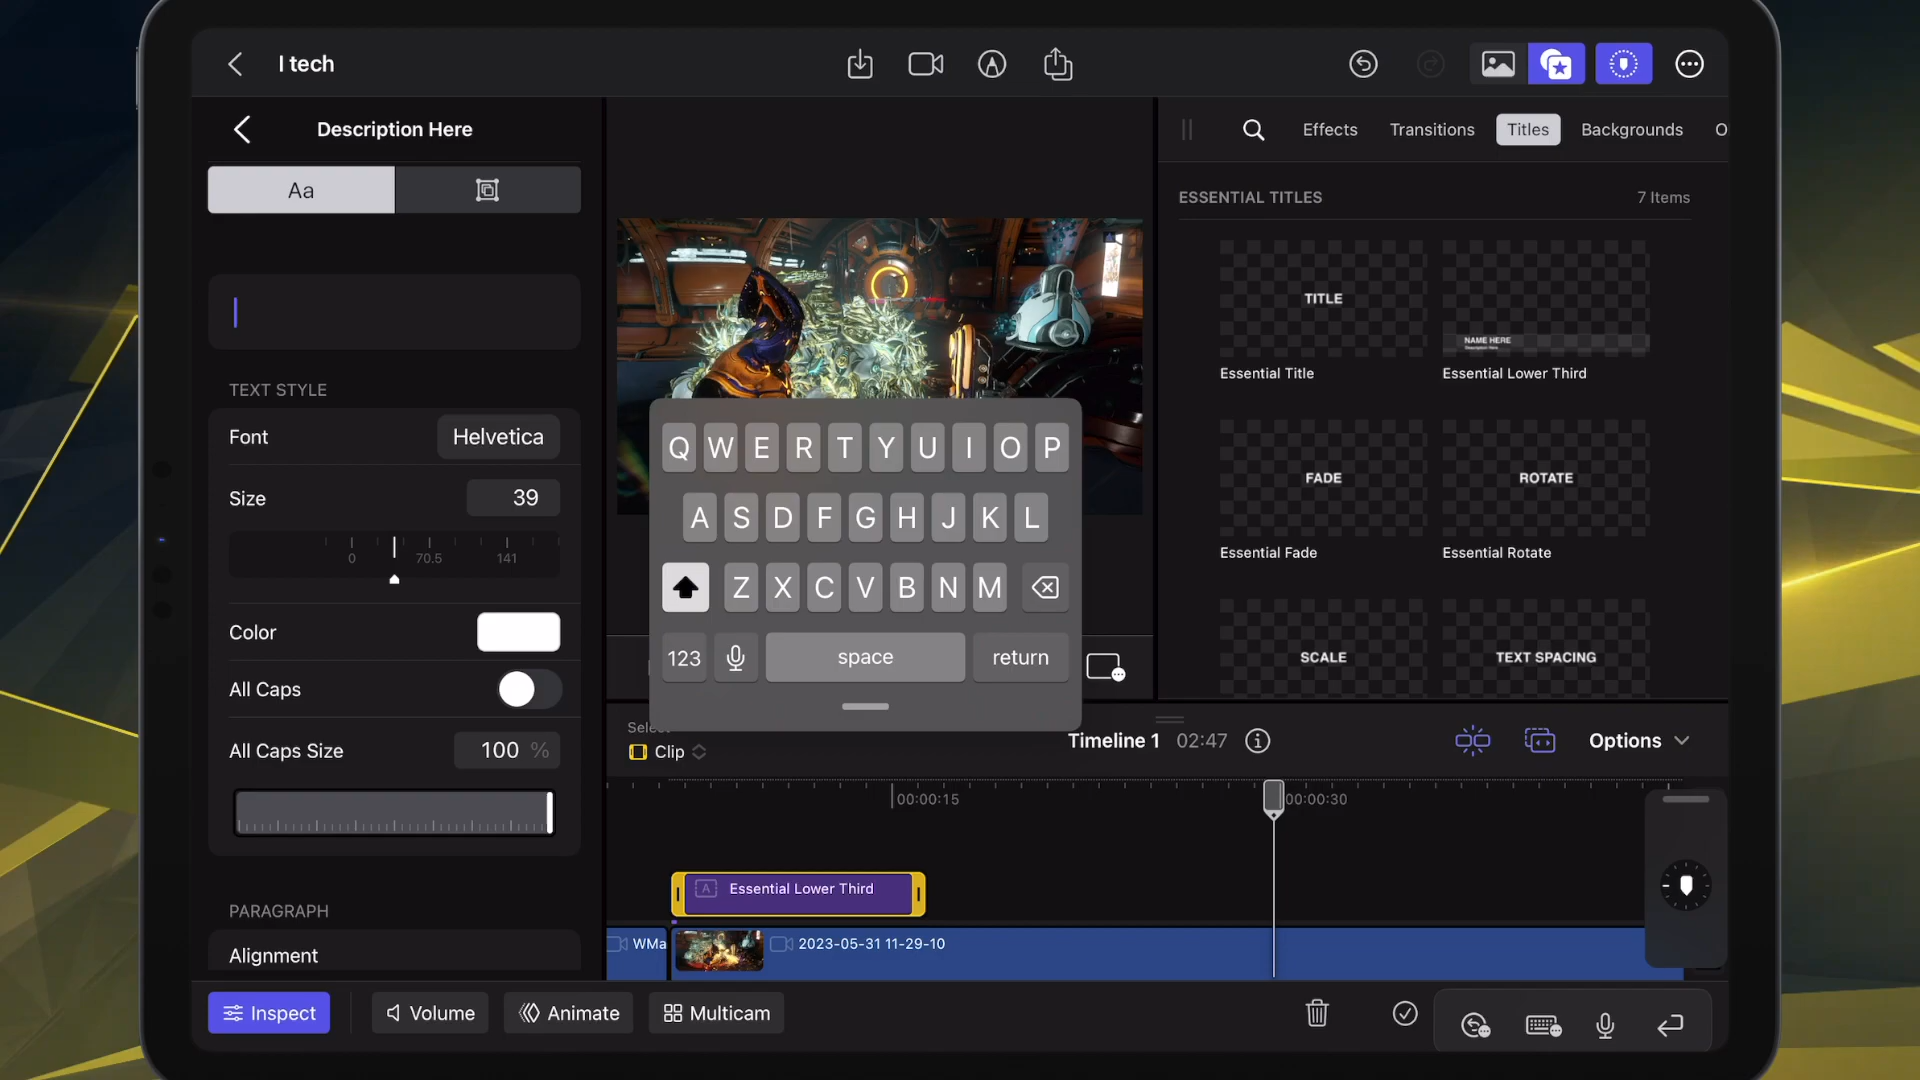 I tech
Description Here
Aa
TEXT STYLE
Font
Helvetica
Size
39
0
70.5
141
Color
All Caps
All Caps Size
100 %
PARAGRAPH
Alignment
Inspect
Volume
Animate
Multicam
Q W E R T Y U I O P
A S D F G H J K L
Z X C V B N M
123
space
return
Effects
Transitions
Titles
Backgrounds
O
ESSENTIAL TITLES
7 Items
TITLE
NAME HERE
Description Here
Essential Title
Essential Lower Third
FADE
ROTATE
Essential Fade
Essential Rotate
SCALE
TEXT SPACING
Select
Clip
Timeline 1
02:47
Options
00:00:15
00:00:30
A
Essential Lower Third
WMa
2023-05-31 11-29-10